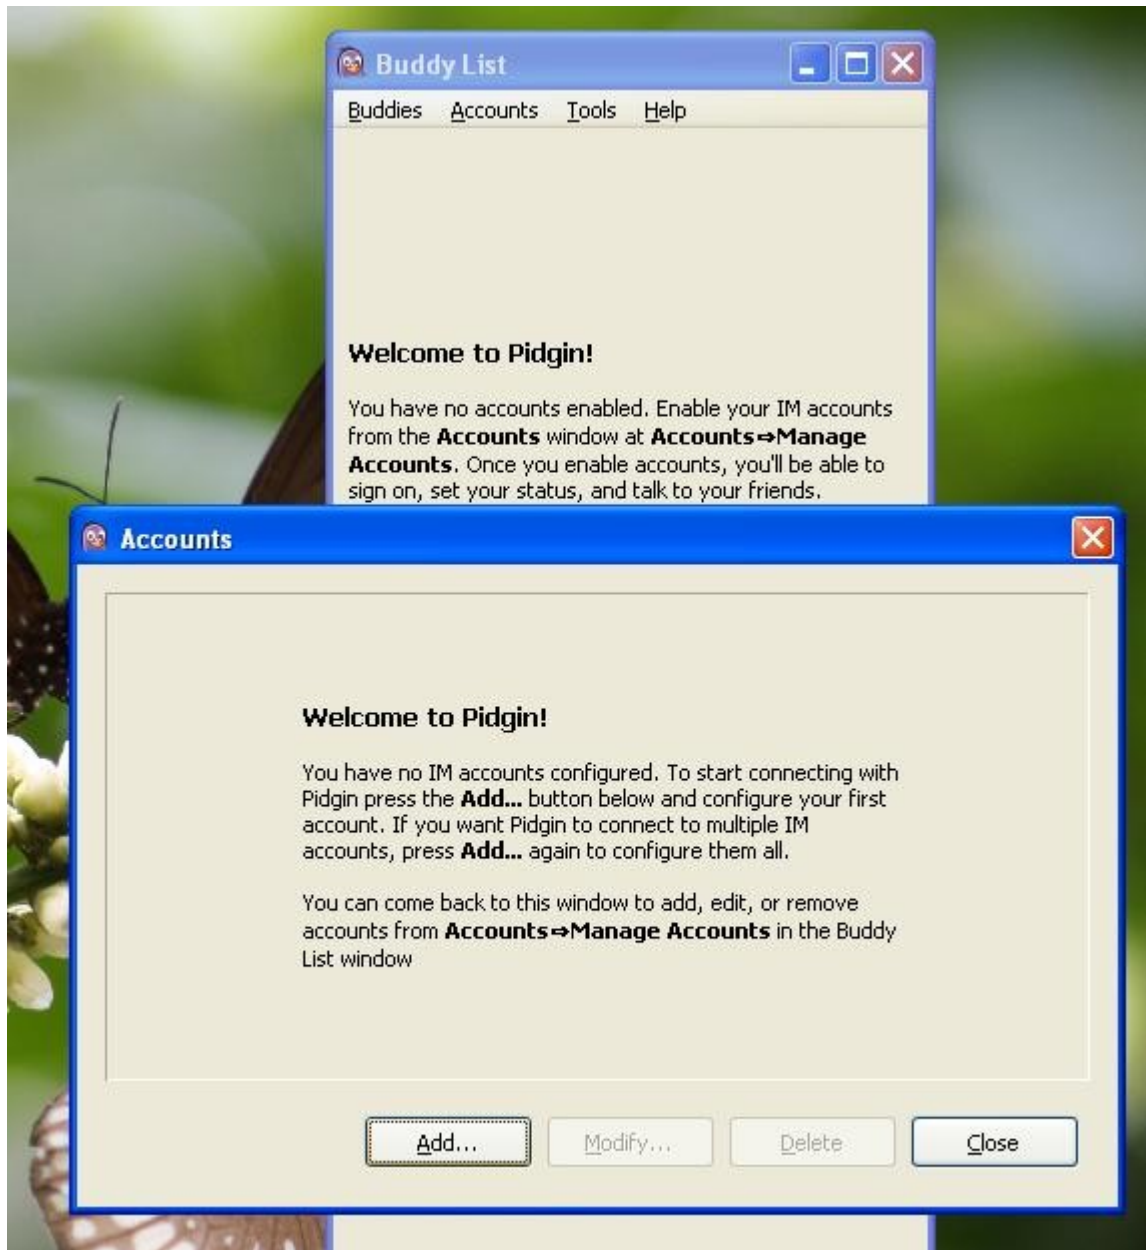 Buddy List
Buddies Accounts Tools Help
Welcome to Pidgin!
You have no accounts enabled. Enable your IM accounts
from the Accounts window at Accounts⇒Manage
Accounts. Once you enable accounts, you'll be able to
sign on, set your status, and talk to your friends.
Accounts
Welcome to Pidgin!
You have no IM accounts configured. To start connecting with
Pidgin press the Add... button below and configure your first
account. If you want Pidgin to connect to multiple IM
accounts, press Add... again to configure them all.
You can come back to this window to add, edit, or remove
accounts from Accounts⇒Manage Accounts in the Buddy
List window
Add... Modify... Delete Close